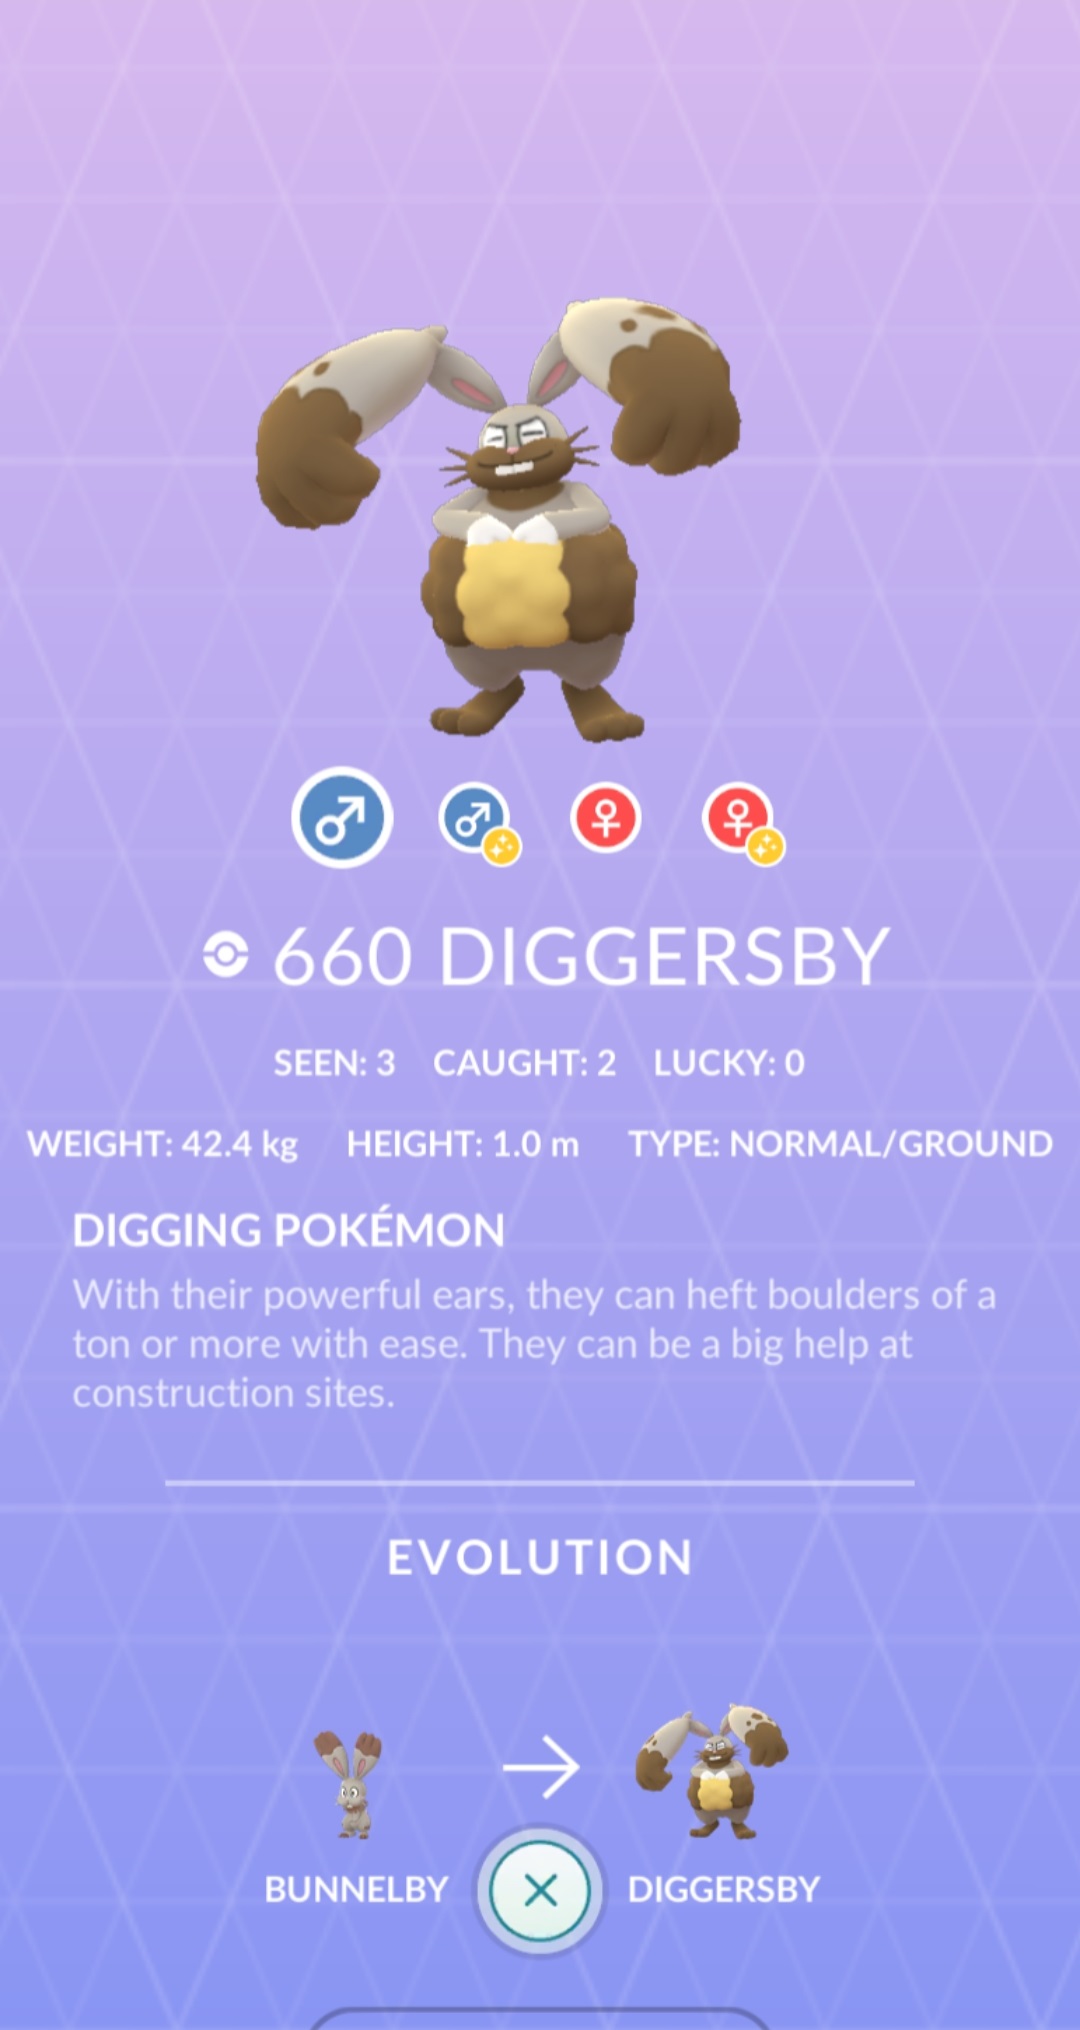 660 DIGGERSBY
SEEN: 3 CAUGHT: 2 LUCKY: 0
WEIGHT: 42.4 kg HEIGHT: 1.0 m TYPE: NORMAL/GROUND
DIGGING POKÉMON
With their powerful ears, they can heft boulders of a
ton or more with ease. They can be a big help at
construction sites.
EVOLUTION
BUNNELBY DIGGERSBY